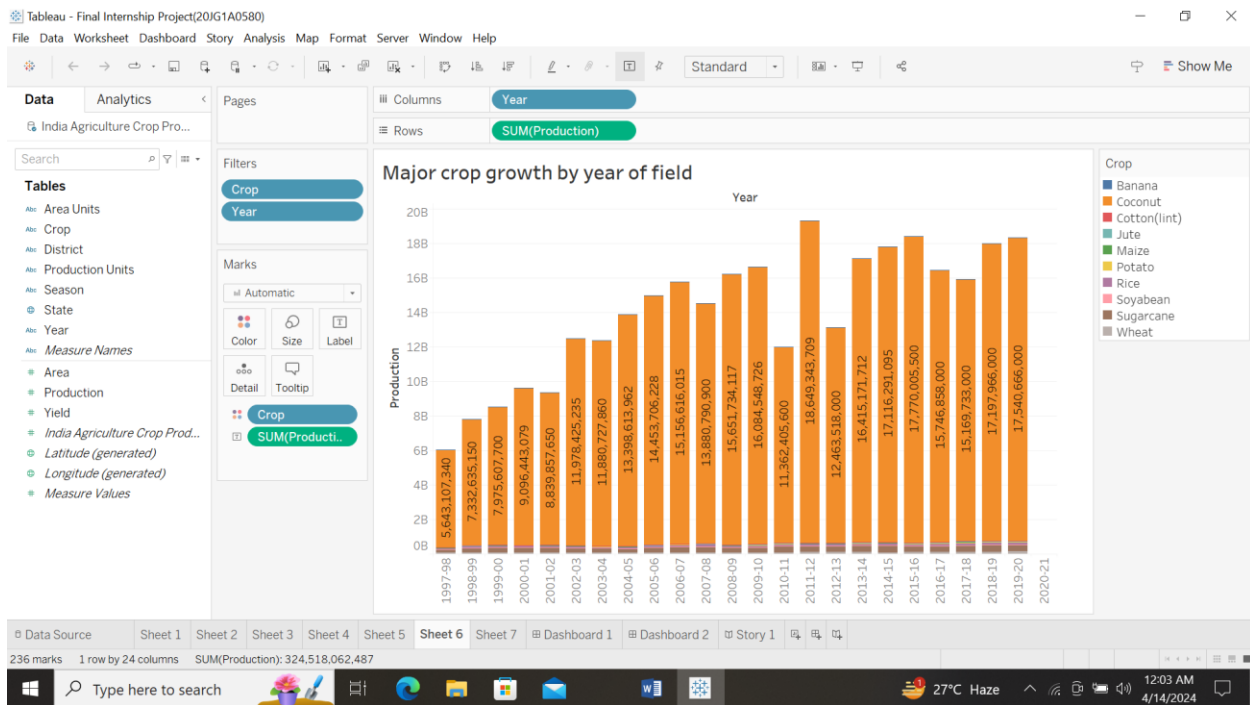 Tableau - Final Internship Project(20JG1A0580)
File Data Worksheet Dashboard Story Analysis Map Format Server Window Help
Standard
Show Me
Data Analytics
India Agriculture Crop Pro...
Search
Tables
Abc Area Units
Abc Crop
Abc District
Abc Production Units
Abc Season
State
Abc Year
Abc Measure Names
# Area
# Production
# Yield
# India Agriculture Crop Prod...
Latitude (generated)
Longitude (generated)
# Measure Values
Pages
Filters
Crop
Year
Marks
Automatic
Color Size Label
Detail Tooltip
Crop
SUM(Producti..
Columns Year
Rows SUM(Production)
Major crop growth by year of field
Year
Production
20B
18B
16B
14B
12B
10B
8B
6B
4B
2B
0B
5,643,107,340
7,332,635,150
7,975,607,700
9,096,443,079
8,839,857,650
11,978,425,235
11,880,727,860
13,398,613,962
14,453,706,228
15,156,616,015
13,880,790,900
15,651,734,117
16,084,548,726
11,362,405,600
18,649,343,709
12,463,518,000
16,415,171,712
17,116,291,095
17,770,005,500
15,746,858,000
15,169,733,000
17,197,966,000
17,540,666,000
1997-98
1998-99
1999-00
2000-01
2001-02
2002-03
2003-04
2004-05
2005-06
2006-07
2007-08
2008-09
2009-10
2010-11
2011-12
2012-13
2013-14
2014-15
2015-16
2016-17
2017-18
2018-19
2019-20
2020-21
Crop
Banana
Coconut
Cotton(lint)
Jute
Maize
Potato
Rice
Soyabean
Sugarcane
Wheat
Data Source Sheet 1 Sheet 2 Sheet 3 Sheet 4 Sheet 5 Sheet 6 Sheet 7 Dashboard 1 Dashboard 2 Story 1
236 marks 1 row by 24 columns SUM(Production): 324,518,062,487
Type here to search
27°C Haze
12:03 AM
4/14/2024